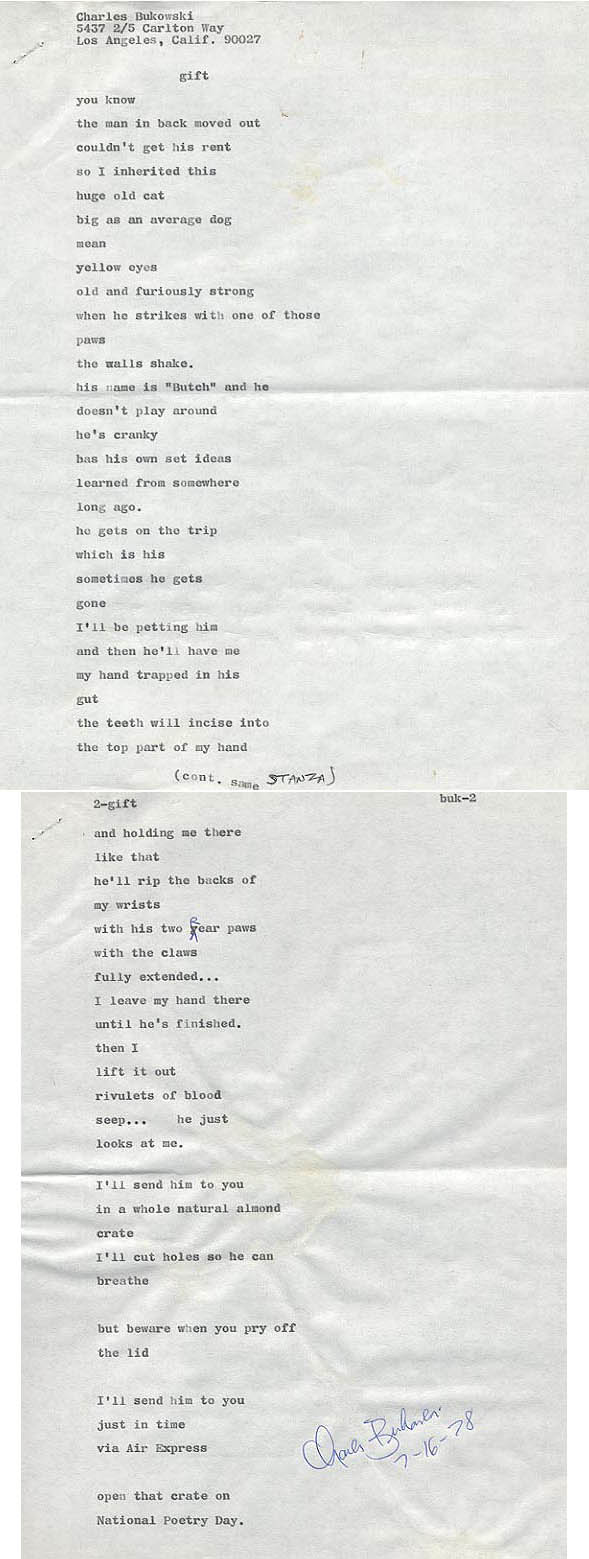 Charles Bukowski
5437 2/5 Carlton Way
Los Angeles, Calif. 90027
gift
you know
the man in back moved out
couldn't get his rent
so I inherited this
huge old cat
big as an average dog
mean
yellow eyes
old and furiously strong
when he strikes with one of those
paws
the walls shake.
his name is "Butch" and he
doesn't play around
he's cranky
has his own set ideas
learned from somewhere
long ago.
he gets on the trip
which is his
sometimes he gets
gone
I'll be petting him
and then he'll have me
my hand trapped in his
gut
the teeth will incise into
the top part of my hand
(cont. same STANZA)
2-gift buk-2
and holding me there
like that
he'll rip the backs of
my wrists
with his two Rear paws
with the claws
fully extended...
I leave my hand there
until he's finished.
then I
lift it out
rivulets of blood
seep... he just
looks at me.
I'll send him to you
in a whole natural almond
crate
I'll cut holes so he can
breathe
but beware when you pry off
the lid
I'll send him to you
just in time
via Air Express
Charles Bukowski
7-16-78
open that crate on
National Poetry Day.